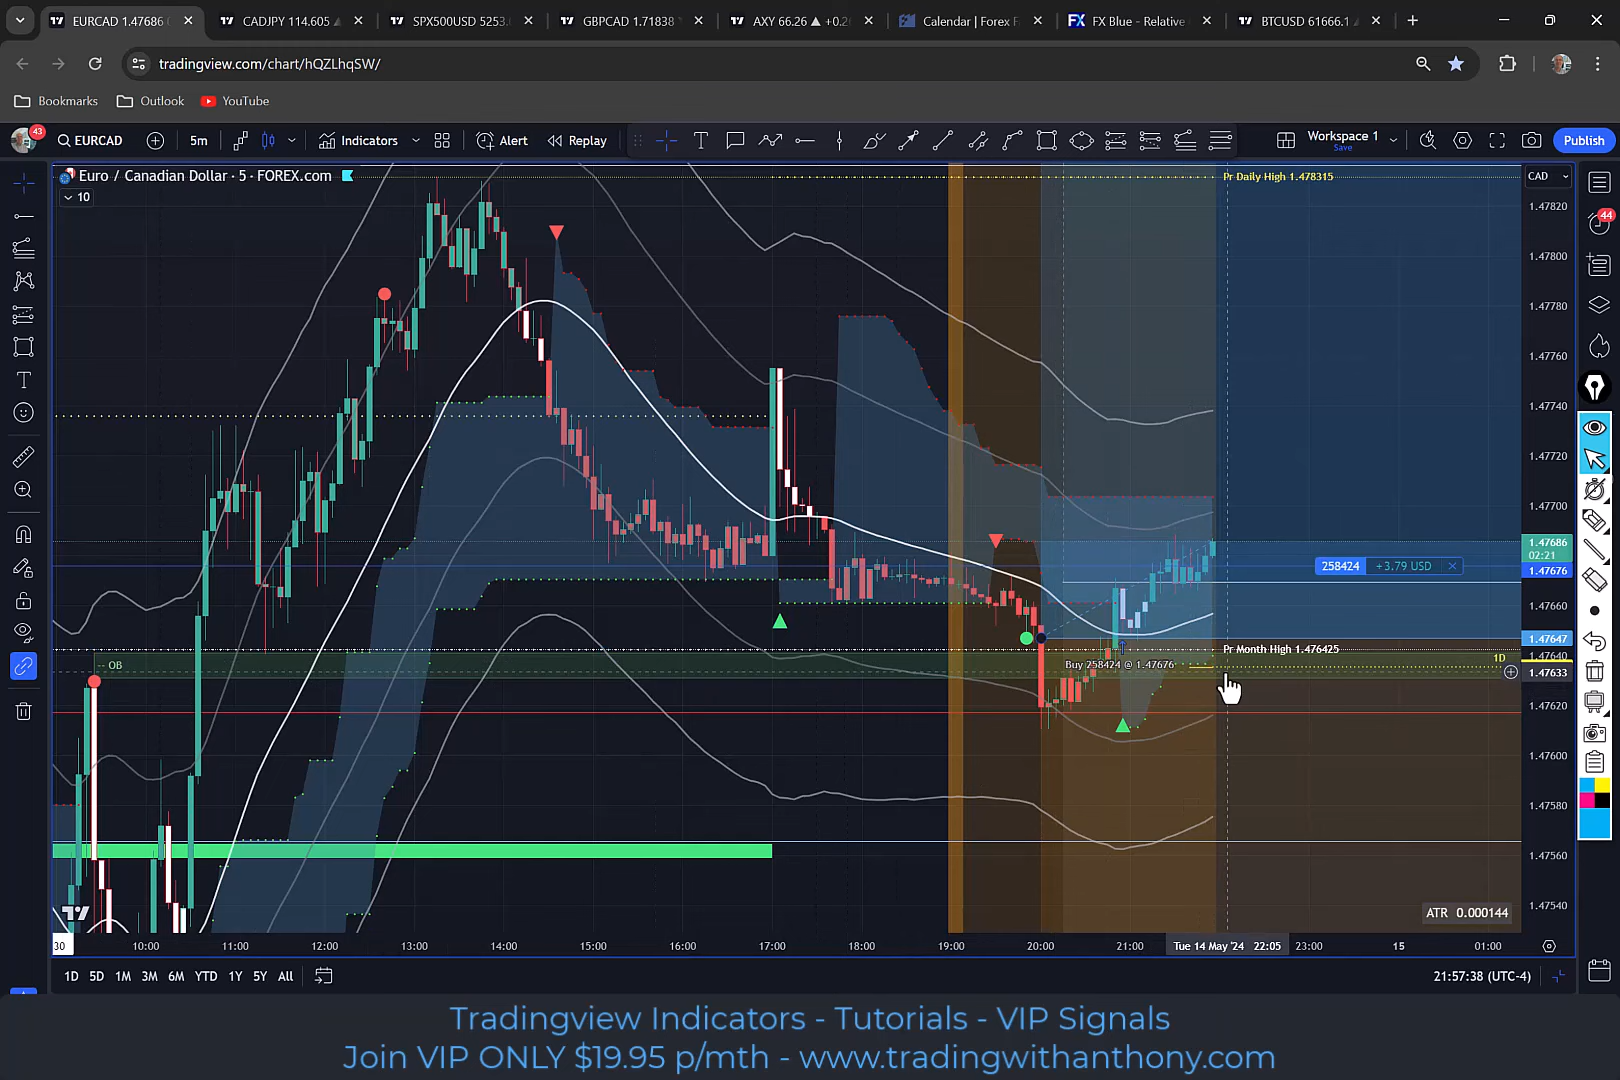 EURCAD 1.47686
CADJPY 114.605 ▲
SPX500USD 5253.
GBPCAD 1.71838 ▼
AXY 66.26 ▲ +0.2
Calendar | Forex F
FX Blue - Relative
BTCUSD 61666.1
tradingview.com/chart/hQZLhqSW/
Bookmarks
Outlook
YouTube
43
EURCAD
5m
Indicators
Alert
Replay
Workspace 1
Save
Publish
Euro / Canadian Dollar · 5 · FOREX.com
10
Pr Daily High 1.478315
CAD
44
1.47820
1.47800
1.47780
1.47760
1.47740
1.47720
1.47700
1.47686
02:21
1.47676
258424 +3.79 USD
1.47660
1.47647
Pr Month High 1.476425
1.47640
1D
-- OB
Buy 258424 @ 1.47676
1.47633
1.47620
1.47600
1.47580
1.47560
1.47540
ATR 0.000144
30
10:00
11:00
12:00
13:00
14:00
15:00
16:00
17:00
18:00
19:00
20:00
21:00
Tue 14 May '24 22:05
23:00
15
01:00
1D
5D
1M
3M
6M
YTD
1Y
5Y
All
21:57:38 (UTC-4)
Tradingview Indicators - Tutorials - VIP Signals
Join VIP ONLY $19.95 p/mth - www.tradingwithanthony.com